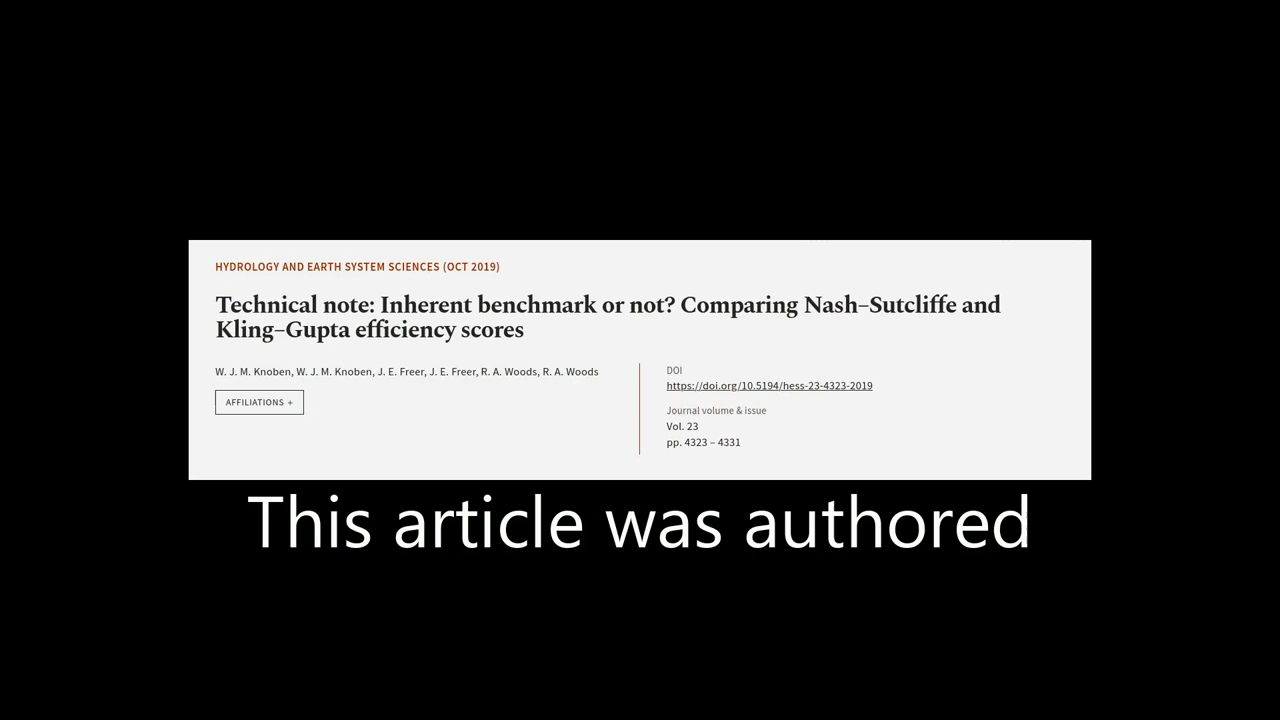 HYDROLOGY AND EARTH SYSTEM SCIENCES (OCT 2019)
Technical note: Inherent benchmark or not? Comparing Nash–Sutcliffe and
Kling–Gupta efficiency scores
W. J. M. Knoben, W. J. M. Knoben, J. E. Freer, J. E. Freer, R. A. Woods, R. A. Woods
AFFILIATIONS +
DOI
https://doi.org/10.5194/hess-23-4323-2019
Journal volume & issue
Vol. 23
pp. 4323 – 4331
This article was authored